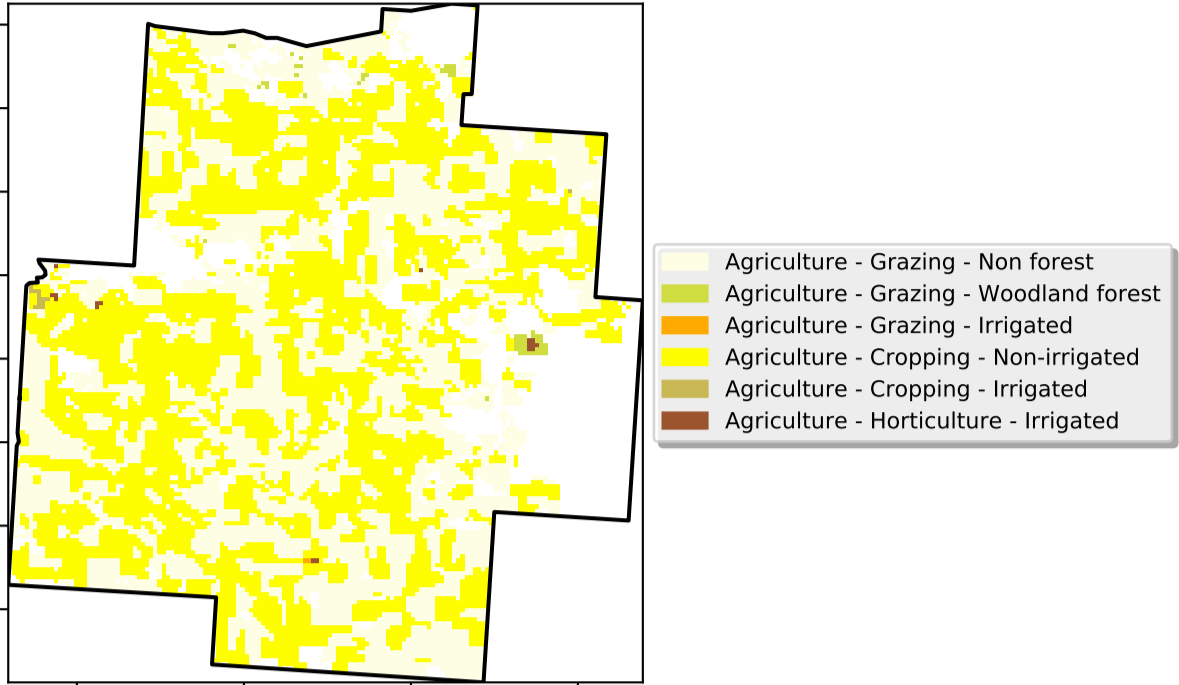 Agriculture - Grazing - Non forest
Agriculture - Grazing - Woodland forest
Agriculture - Grazing - Irrigated
Agriculture - Cropping - Non-irrigated
Agriculture - Cropping - Irrigated
Agriculture - Horticulture - Irrigated